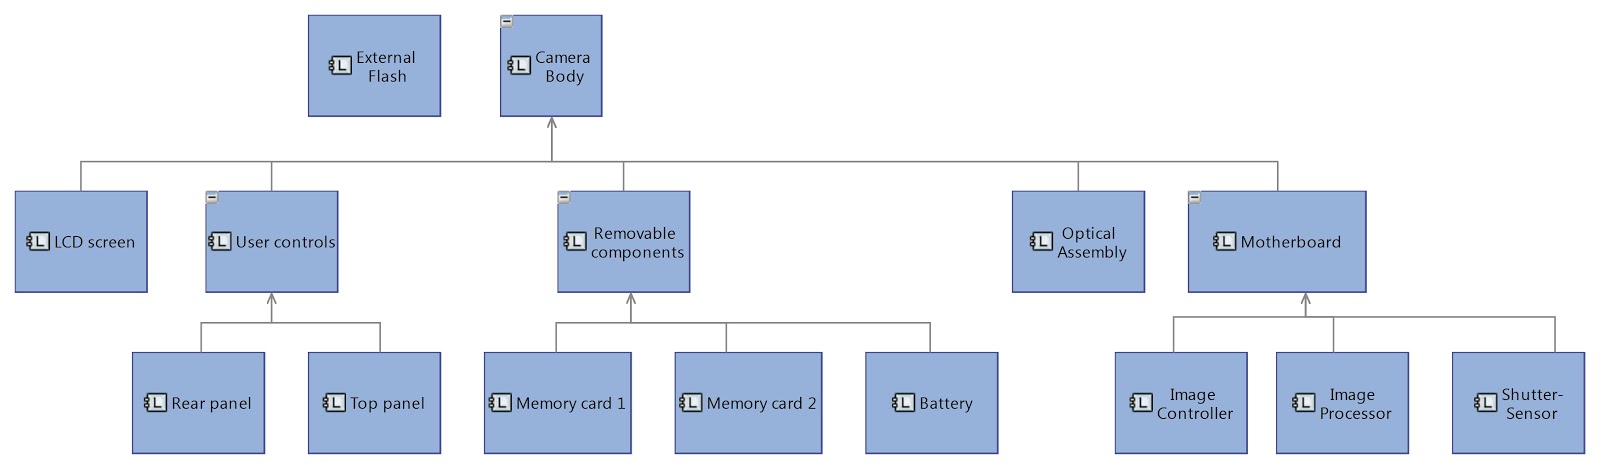 External
Flash
Camera
Body
LCD screen
User controls
Removable
components
Optical
Assembly
Motherboard
Rear panel
Top panel
Memory card 1
Memory card 2
Battery
Image
Controller
Image
Processor
Shutter-
Sensor